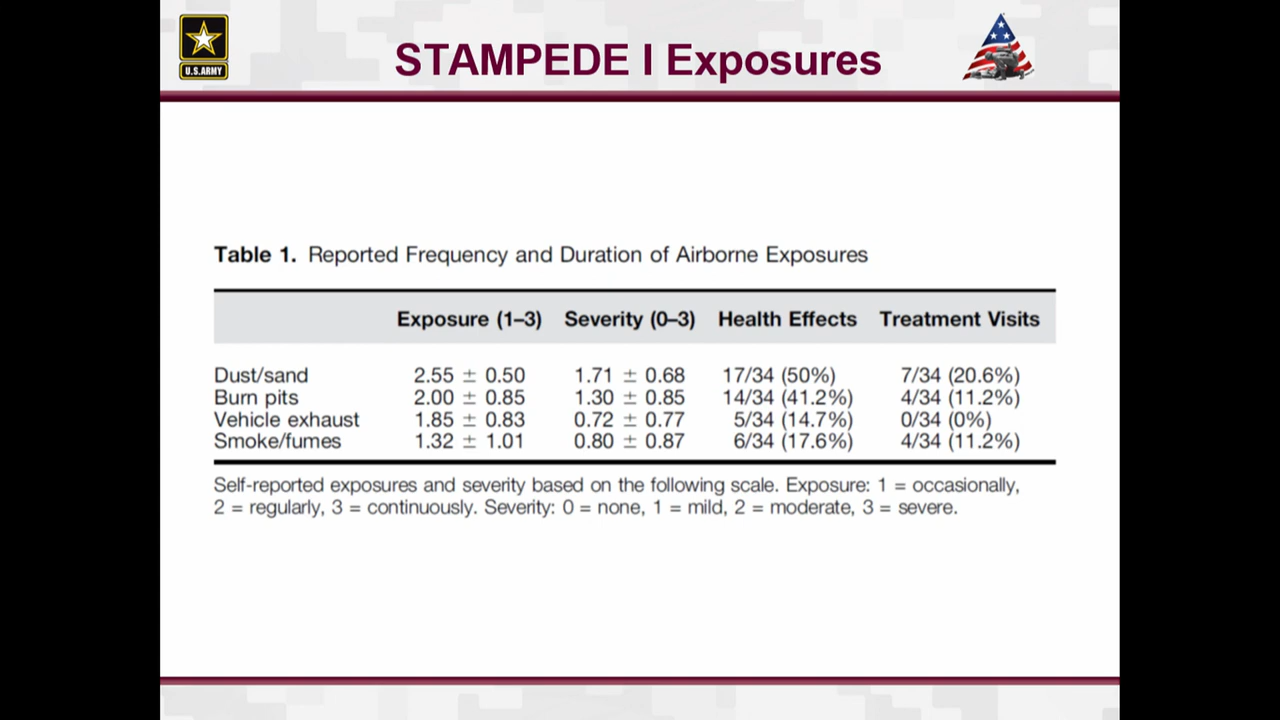 U.S.ARMY
STAMPEDE I Exposures
Table 1. Reported Frequency and Duration of Airborne Exposures
Exposure (1–3) Severity (0–3) Health Effects Treatment Visits
Dust/sand 2.55 ± 0.50 1.71 ± 0.68 17/34 (50%) 7/34 (20.6%)
Burn pits 2.00 ± 0.85 1.30 ± 0.85 14/34 (41.2%) 4/34 (11.2%)
Vehicle exhaust 1.85 ± 0.83 0.72 ± 0.77 5/34 (14.7%) 0/34 (0%)
Smoke/fumes 1.32 ± 1.01 0.80 ± 0.87 6/34 (17.6%) 4/34 (11.2%)
Self-reported exposures and severity based on the following scale. Exposure: 1 = occasionally,
2 = regularly, 3 = continuously. Severity: 0 = none, 1 = mild, 2 = moderate, 3 = severe.